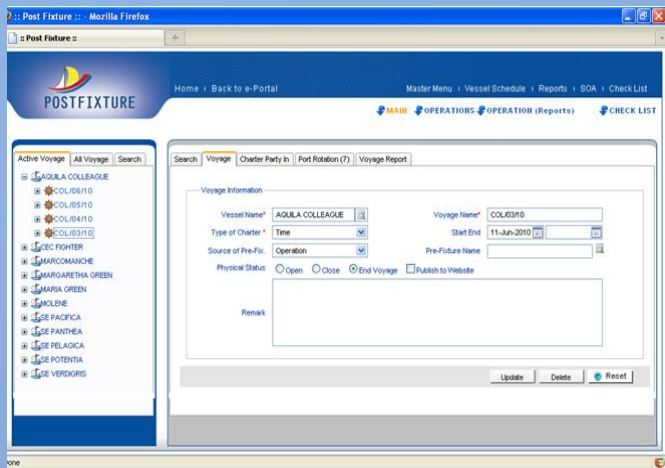 :: Post Fixture :: - Mozilla Firefox
:: Post Fixture ::
POSTFIXTURE
Home | Back to e-Portal
Master Menu | Vessel Schedule | Reports | SOA | Check List
MAIN OPERATIONS OPERATION (Reports) CHECK LIST
Active Voyage All Voyage Search
AQUILA COLLEAGUE
COL/06/10
COL/05/10
COL/04/10
COL/03/10
CEC FIGHTER
MARCOMANCHE
MARGARETHA GREEN
MARIA GREEN
MOLENE
SE PACIFICA
SE PANTHEA
SE PELAGICA
SE POTENTIA
SE VERDIGRIS
Search Voyage Charter Party In Port Rotation (7) Voyage Report
Voyage Information
Vessel Name* AQUILA COLLEAGUE Voyage Name* COL/03/10
Type of Charter * Time Start End 11-Jun-2010
Source of Pre-Fix. Operation Pre-Fixture Name
Physical Status Open Close End Voyage Publish to Website
Remark
Update Delete Reset
one